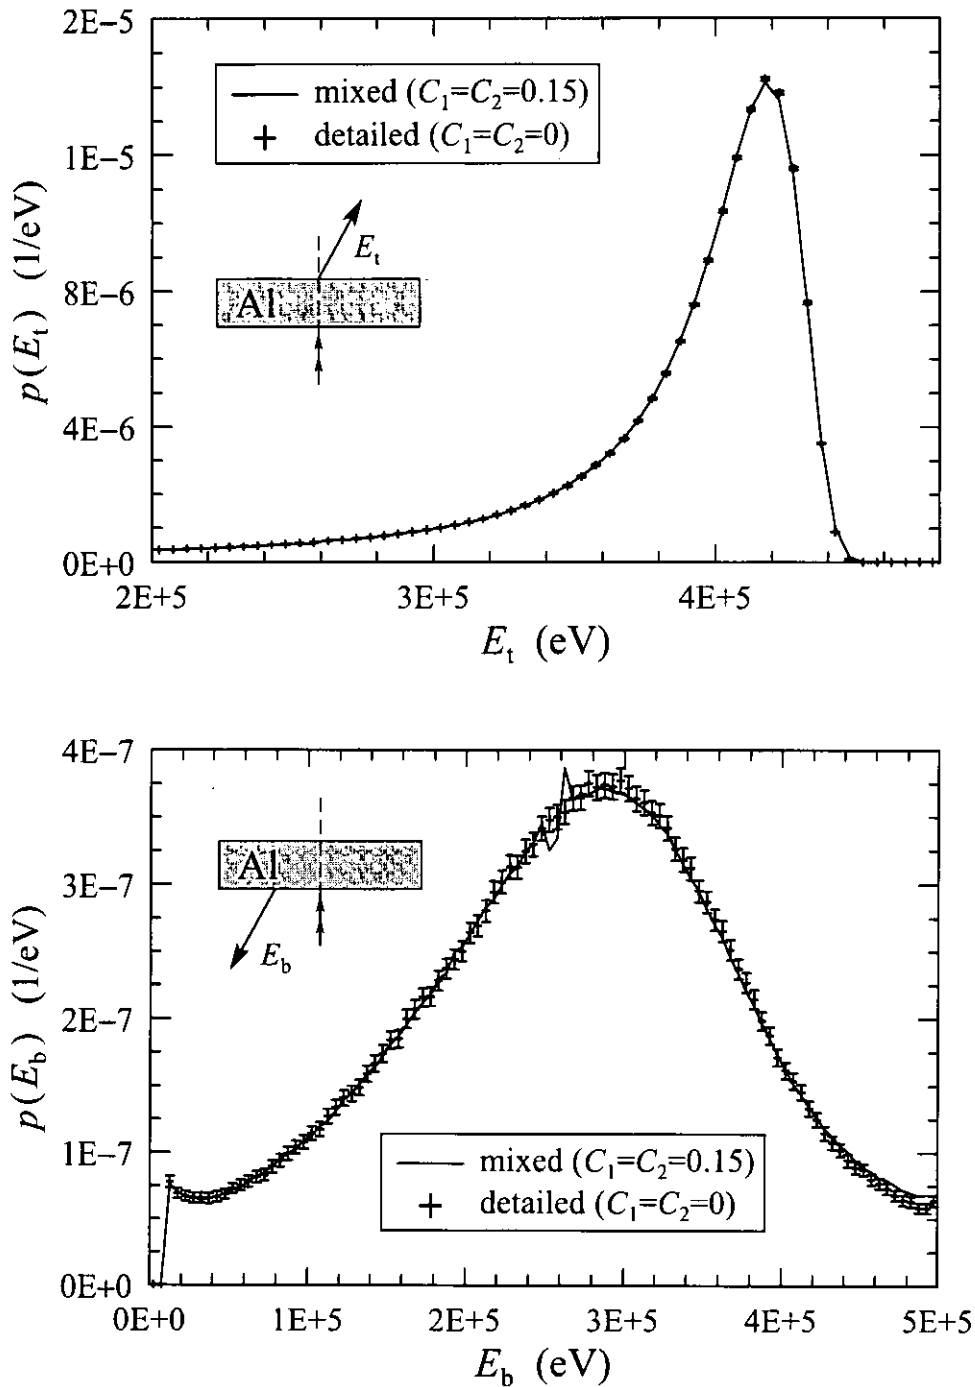 2E−5
mixed (C₁=C₂=0.15)
detailed (C₁=C₂=0)
1E−5
p(Eₜ) (1/eV)
Eₜ
Al
8E−6
4E−6
0E+0
2E+5 3E+5 4E+5
Eₜ (eV)
4E−7
Al
E_b
3E−7
p(E_b) (1/eV)
2E−7
1E−7
mixed (C₁=C₂=0.15)
detailed (C₁=C₂=0)
0E+0
0E+0 1E+5 2E+5 3E+5 4E+5 5E+5
E_b (eV)